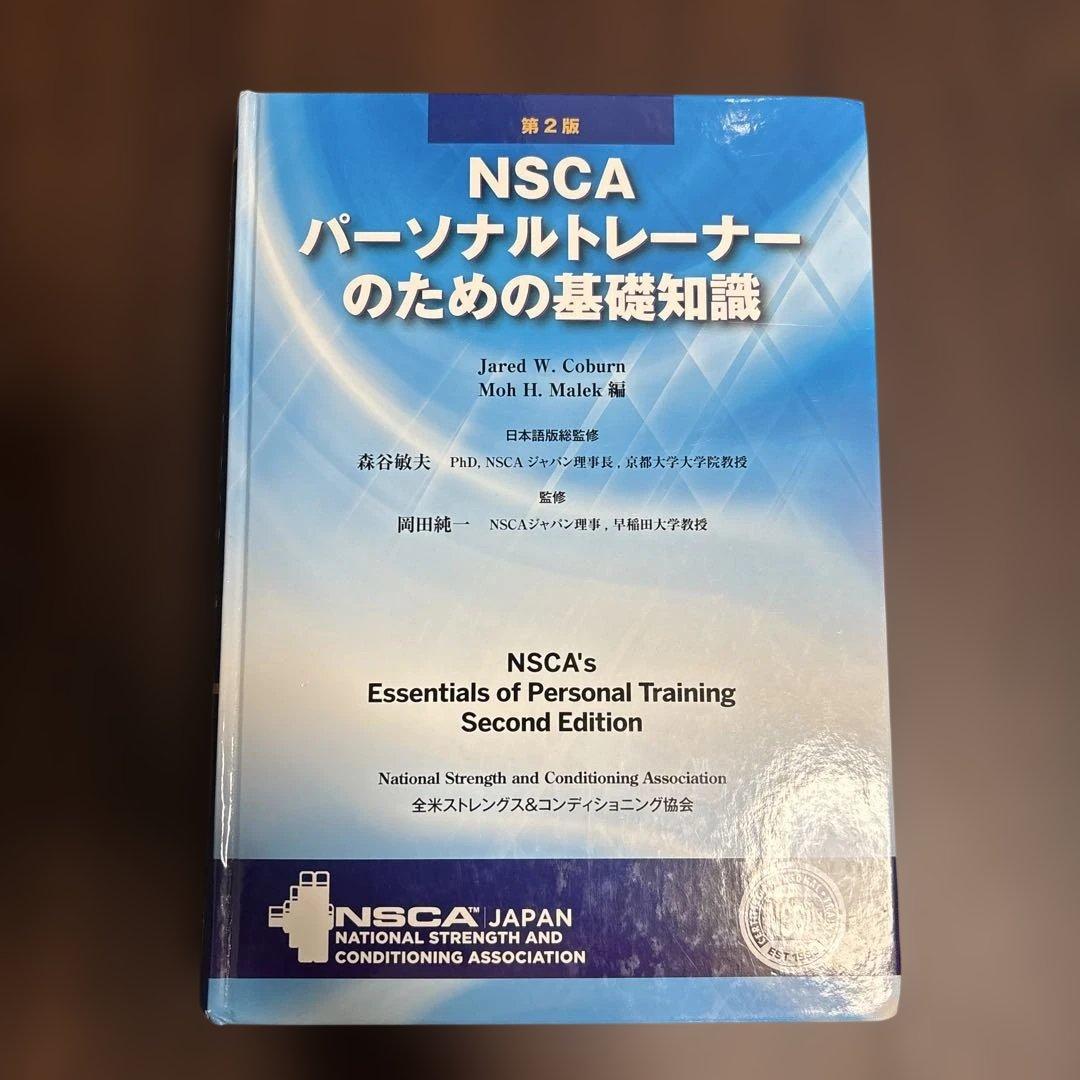 第2版
NSCA
パーソナルトレーナー
のための基礎知識
Jared W. Coburn
Moh H. Malek 編
日本語版総監修
森谷敏夫 PhD, NSCA ジャパン理事長, 京都大学大学院教授
監修
岡田純一 NSCAジャパン理事, 早稲田大学教授
NSCA's
Essentials of Personal Training
Second Edition
National Strength and Conditioning Association
全米ストレングス&コンディショニング協会
NSCA™ JAPAN
NATIONAL STRENGTH AND
CONDITIONING ASSOCIATION